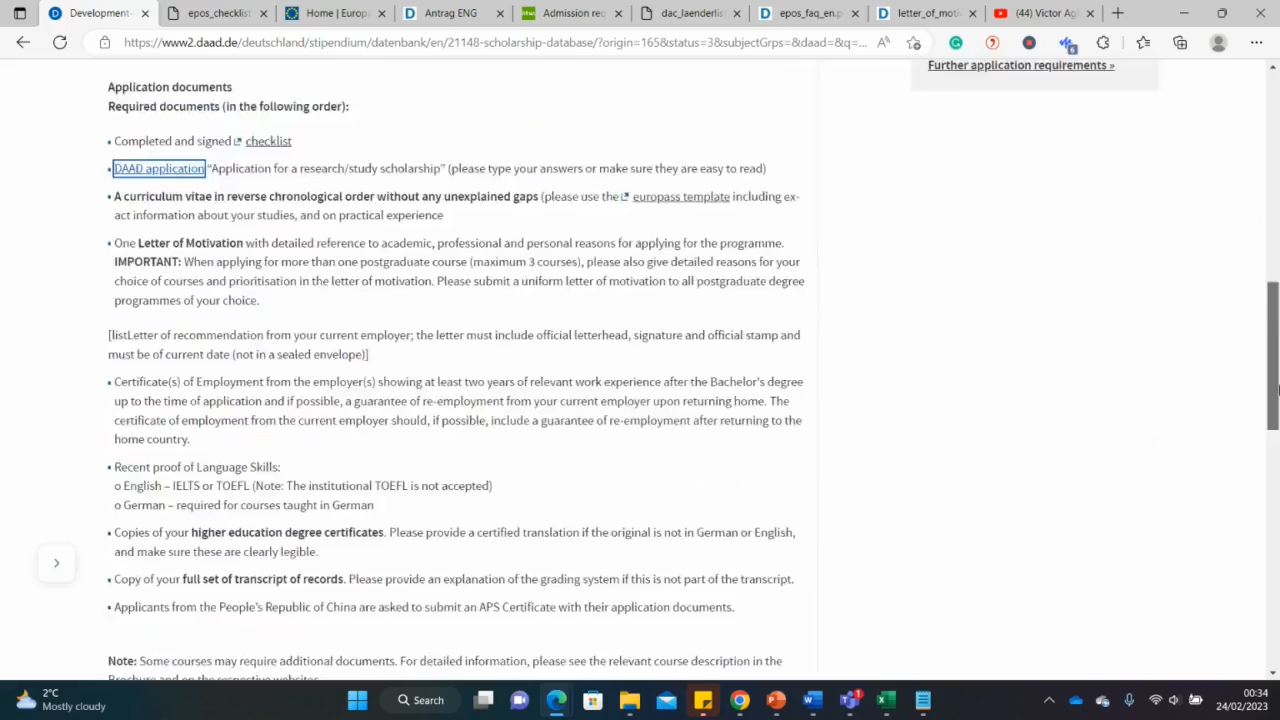 Development-
epos_checklist
Home | Europ
Antrag ENG
Admission req
dac_laenderlis
epos_faq_en.p
letter_of_moti
(44) Victor Ag
https://www2.daad.de/deutschland/stipendium/datenbank/en/21148-scholarship-database/?origin=165&status=3&subjectGrps=&daad=&q=...
Further application requirements »
Application documents
Required documents (in the following order):
▪ Completed and signed checklist
▪ DAAD application “Application for a research/study scholarship” (please type your answers or make sure they are easy to read)
▪ A curriculum vitae in reverse chronological order without any unexplained gaps (please use the europass template including ex-
act information about your studies, and on practical experience
▪ One Letter of Motivation with detailed reference to academic, professional and personal reasons for applying for the programme.
IMPORTANT: When applying for more than one postgraduate course (maximum 3 courses), please also give detailed reasons for your
choice of courses and prioritisation in the letter of motivation. Please submit a uniform letter of motivation to all postgraduate degree
programmes of your choice.
[listLetter of recommendation from your current employer; the letter must include official letterhead, signature and official stamp and
must be of current date (not in a sealed envelope)]
▪ Certificate(s) of Employment from the employer(s) showing at least two years of relevant work experience after the Bachelor's degree
up to the time of application and if possible, a guarantee of re-employment from your current employer upon returning home. The
certificate of employment from the current employer should, if possible, include a guarantee of re-employment after returning to the
home country.
▪ Recent proof of Language Skills:
o English – IELTS or TOEFL (Note: The institutional TOEFL is not accepted)
o German – required for courses taught in German
▪ Copies of your higher education degree certificates. Please provide a certified translation if the original is not in German or English,
and make sure these are clearly legible.
▪ Copy of your full set of transcript of records. Please provide an explanation of the grading system if this is not part of the transcript.
▪ Applicants from the People's Republic of China are asked to submit an APS Certificate with their application documents.
Note: Some courses may require additional documents. For detailed information, please see the relevant course description in the
Brochure and on the respective websites.
2°C
Mostly cloudy
Search
00:34
24/02/2023